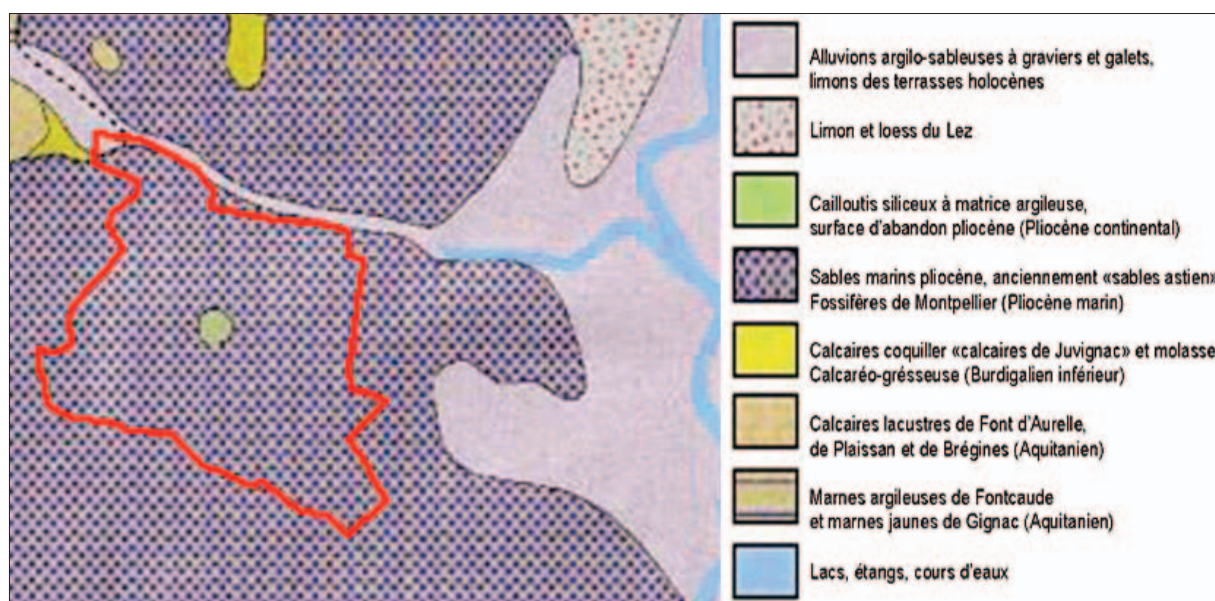 Alluvions argilo-sableuses à graviers et galets,
limons des terrasses holocènes
Limon et loess du Lez
Cailloutis siliceux à matrice argileuse,
surface d'abandon pliocène (Pliocène continental)
Sables marins pliocène, anciennement «sables astien»
Fossifères de Montpellier (Pliocène marin)
Calcaires coquiller «calcaires de Juvignac» et molasse
Calcaréo-grésseuse (Burdigalien inférieur)
Calcaires lacustres de Font d'Aurelle,
de Plaissan et de Brégines (Aquitanien)
Marnes argileuses de Fontcaude
et marnes jaunes de Gignac (Aquitanien)
Lacs, étangs, cours d'eaux